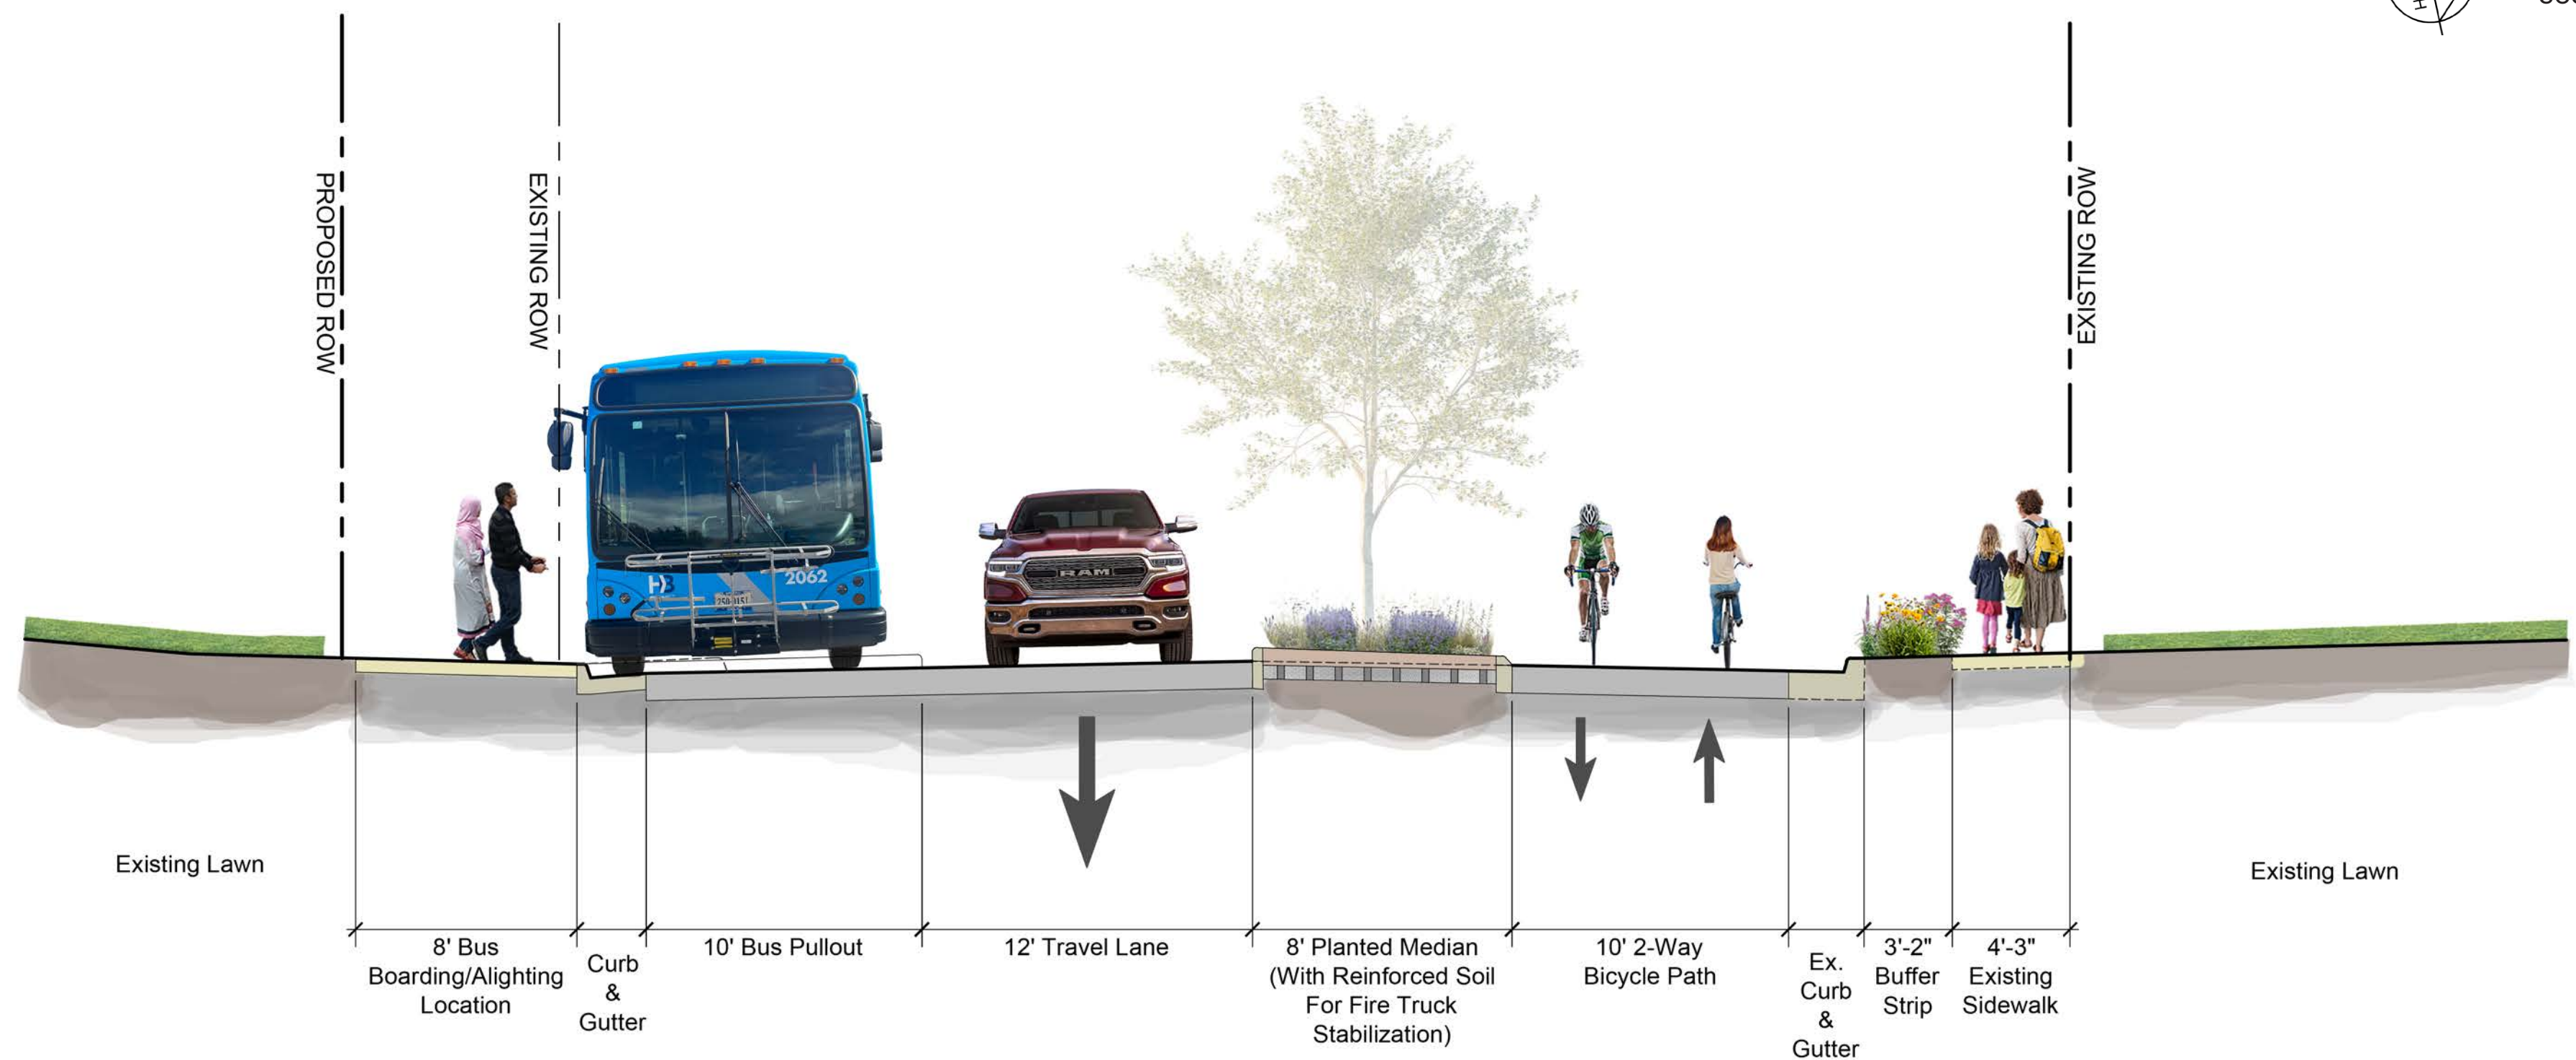 PROPOSED ROW
EXISTING ROW
EXISTING ROW
2062
RAM
Existing Lawn
Existing Lawn
8' Bus
Boarding/Alighting
Location
Curb
&
Gutter
10' Bus Pullout
12' Travel Lane
8' Planted Median
(With Reinforced Soil
For Fire Truck
Stabilization)
10' 2-Way
Bicycle Path
Ex.
Curb
&
Gutter
3'-2"
Buffer
Strip
4'-3"
Existing
Sidewalk